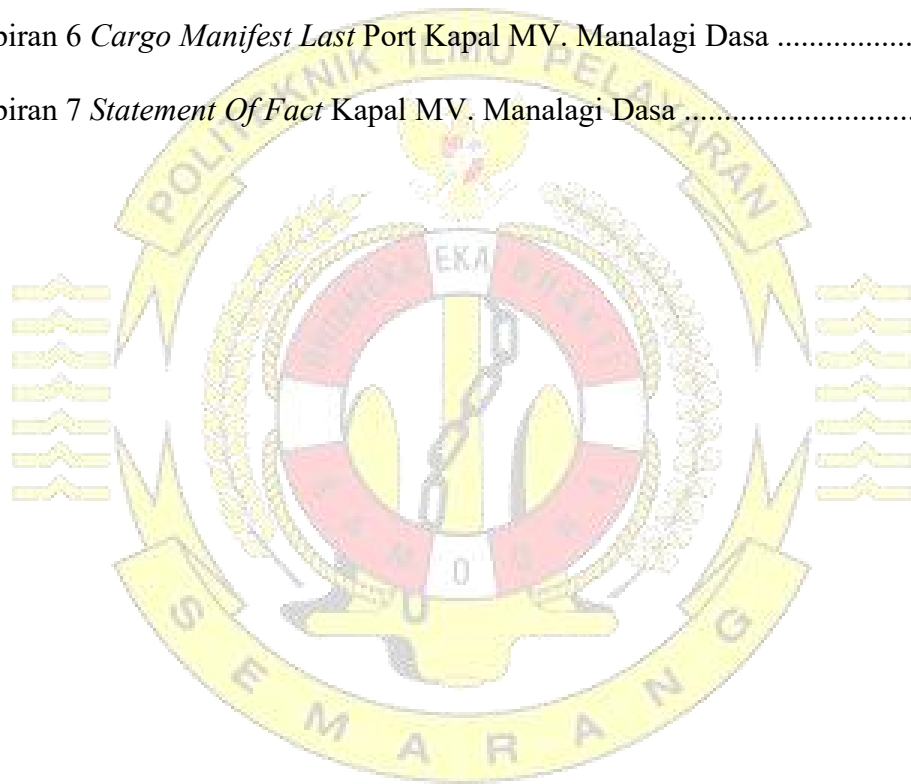 piran 6 Cargo Manifest Last Port Kapal MV. Manalagi Dasa .................
piran 7 Statement Of Fact Kapal MV. Manalagi Dasa .............................
POLITEKNIK ILMU PELAYARAN
EKA
SEMARANG